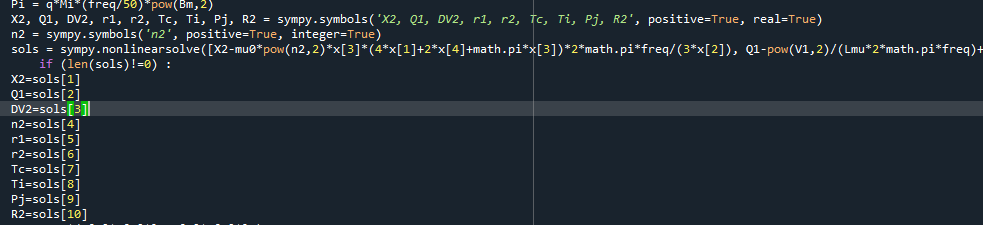 Pi = q*Mi*(freq/50)*pow(Bm,2)
X2, Q1, DV2, r1, r2, Tc, Ti, Pj, R2 = sympy.symbols('X2, Q1, DV2, r1, r2, Tc, Ti, Pj, R2', positive=True, real=True)
n2 = sympy.symbols('n2', positive=True, integer=True)
sols = sympy.nonlinearsolve([X2-mu0*pow(n2,2)*x[3]*(4*x[1]+2*x[4]+math.pi*x[3])*2*math.pi*freq/(3*x[2]), Q1-pow(V1,2)/(Lmu*2*math.pi*freq)+
if (len(sols)!=0) :
X2=sols[1]
Q1=sols[2]
DV2=sols[3]
n2=sols[4]
r1=sols[5]
r2=sols[6]
Tc=sols[7]
Ti=sols[8]
Pj=sols[9]
R2=sols[10]